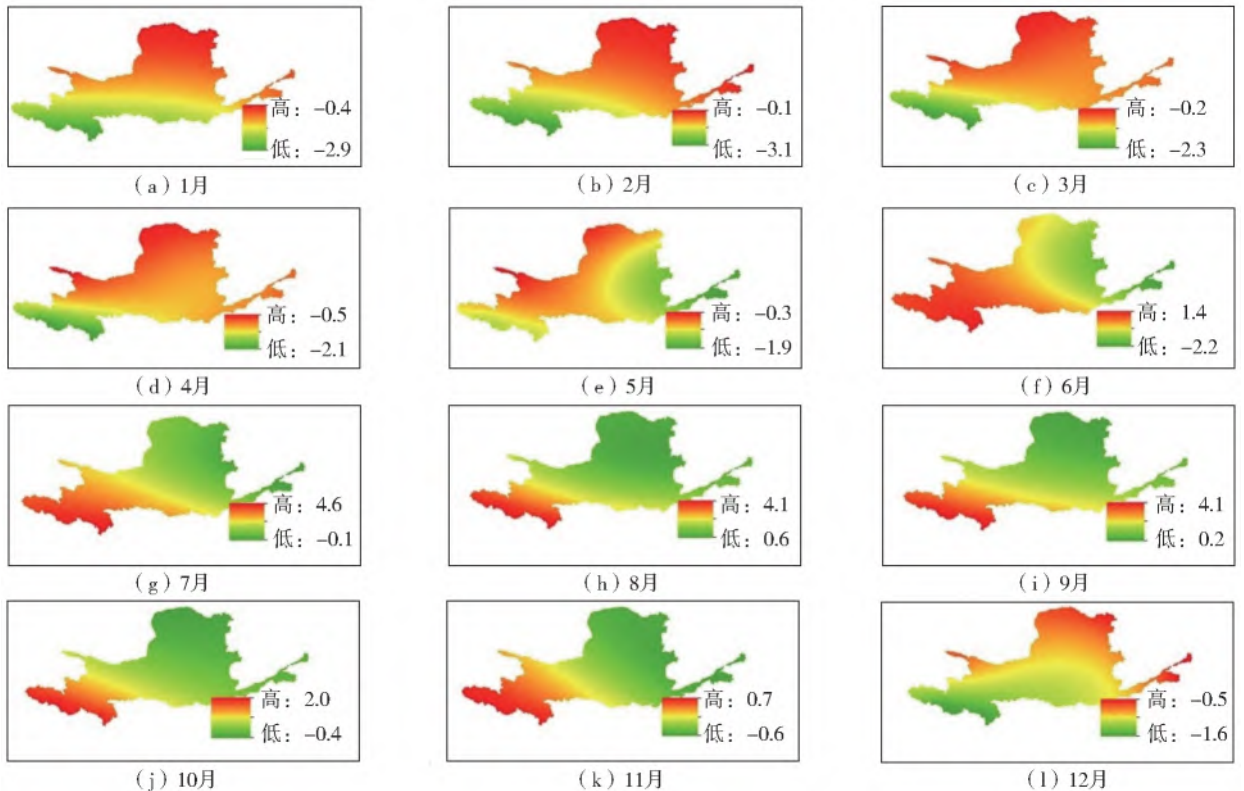 高：-0.4
低：-2.9
(a) 1月
高：-0.1
低：-3.1
(b) 2月
高：-0.2
低：-2.3
(c) 3月
高：-0.5
低：-2.1
(d) 4月
高：-0.3
低：-1.9
(e) 5月
高：1.4
低：-2.2
(f) 6月
高：4.6
低：-0.1
(g) 7月
高：4.1
低：0.6
(h) 8月
高：4.1
低：0.2
(i) 9月
高：2.0
低：-0.4
(j) 10月
高：0.7
低：-0.6
(k) 11月
高：-0.5
低：-1.6
(l) 12月